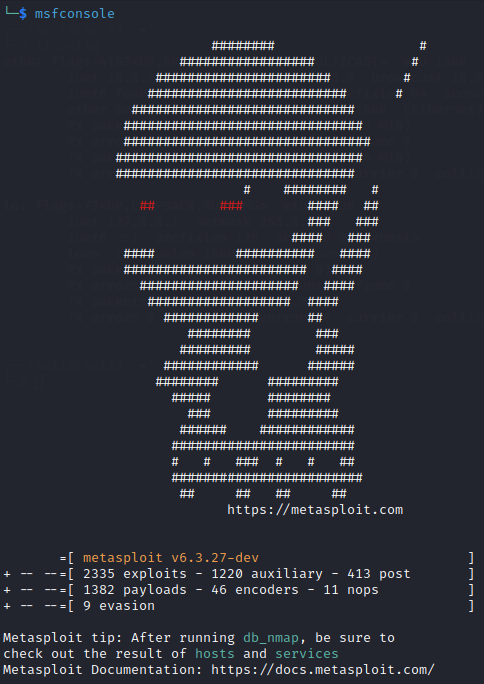 └─$ msfconsole
https://metasploit.com
=[ metasploit v6.3.27-dev ]
+ -- --=[ 2335 exploits - 1220 auxiliary - 413 post ]
+ -- --=[ 1382 payloads - 46 encoders - 11 nops ]
+ -- --=[ 9 evasion ]
Metasploit tip: After running db_nmap, be sure to
check out the result of hosts and services
Metasploit Documentation: https://docs.metasploit.com/